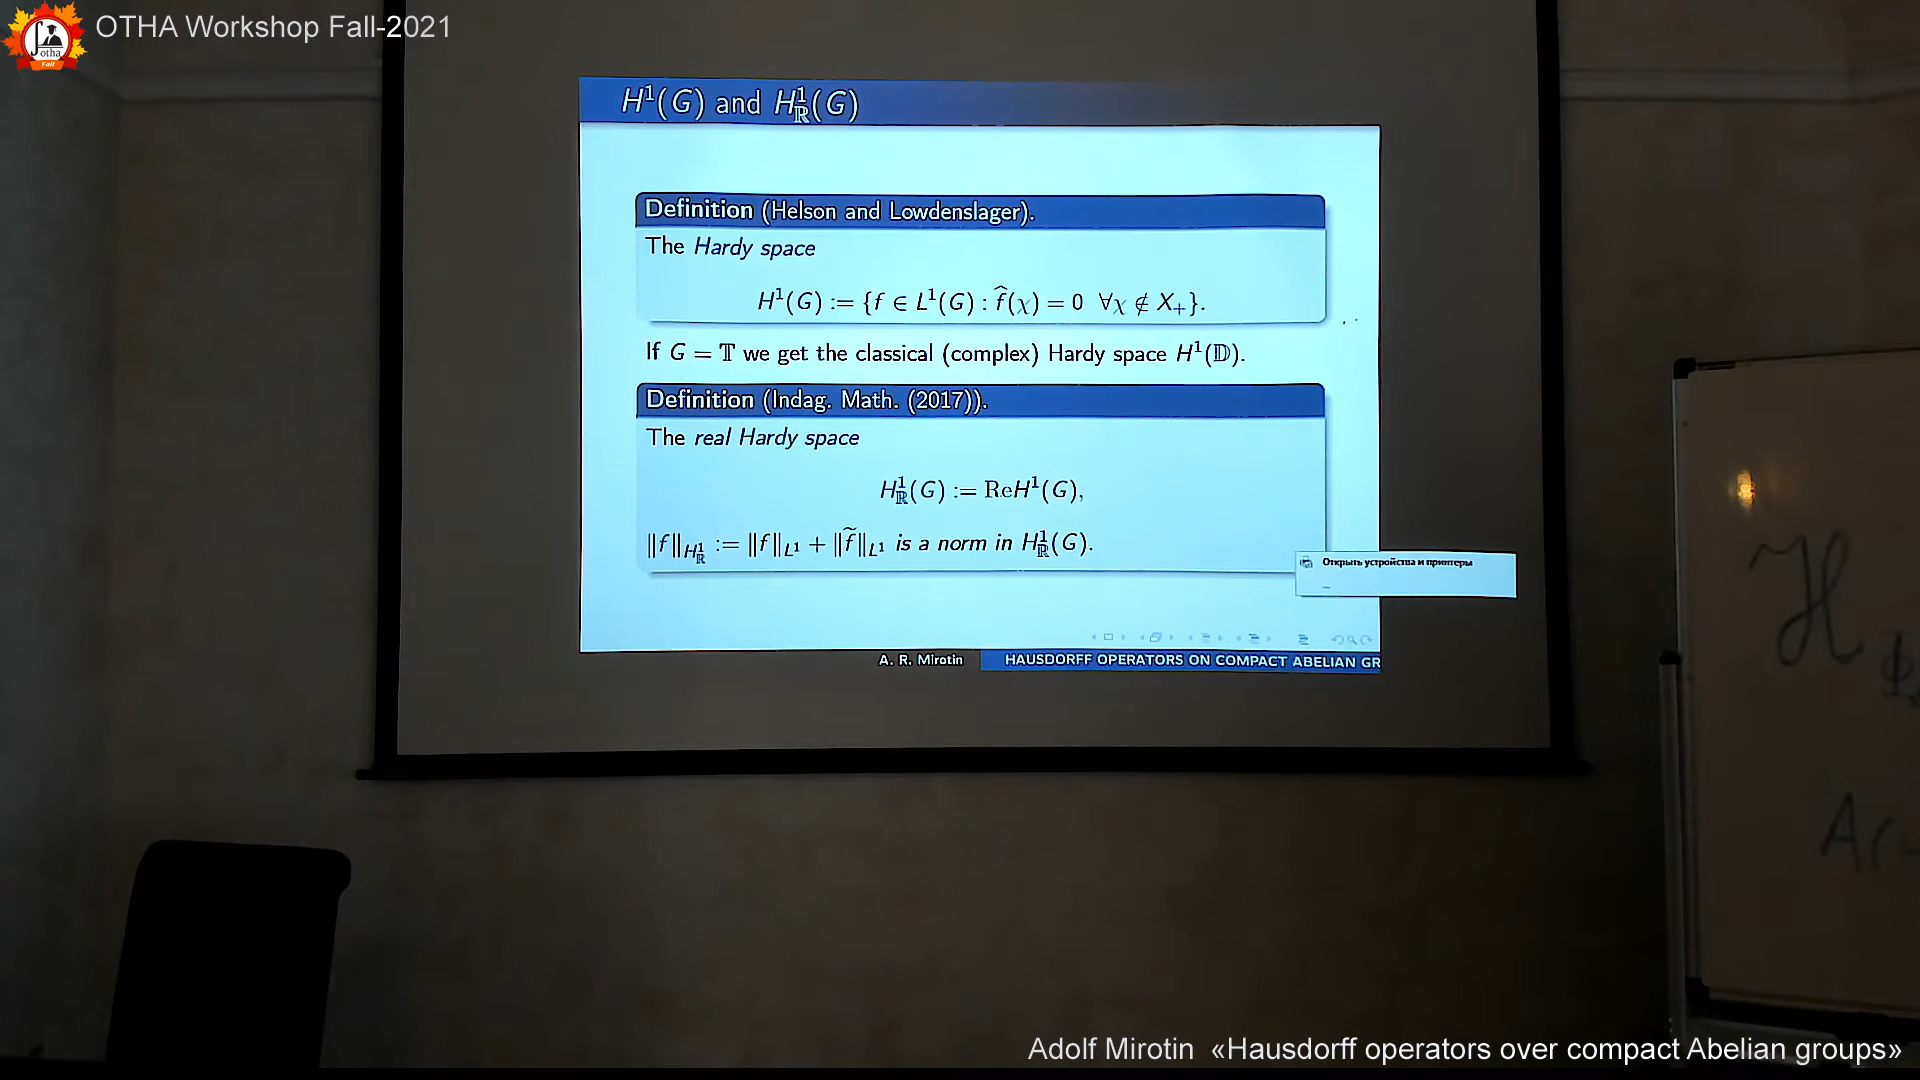 OTHA Workshop Fall-2021
otha
Fall
H¹(G) and H¹_ℝ(G)
Definition (Helson and Lowdenslager).
The Hardy space
H¹(G) := {f ∈ L¹(G) : f̂(χ) = 0 ∀χ ∉ X₊}.
If G = 𝕋 we get the classical (complex) Hardy space H¹(𝔻).
Definition (Indag. Math. (2017)).
The real Hardy space
H¹_ℝ(G) := ReH¹(G),
‖f‖_{H¹_ℝ} := ‖f‖_{L¹} + ‖f̃‖_{L¹} is a norm in H¹_ℝ(G).
Открыть устройства и принтеры
A. R. Mirotin
HAUSDORFF OPERATORS ON COMPACT ABELIAN GR
ℋ
Φ
A(
Adolf Mirotin «Hausdorff operators over compact Abelian groups»